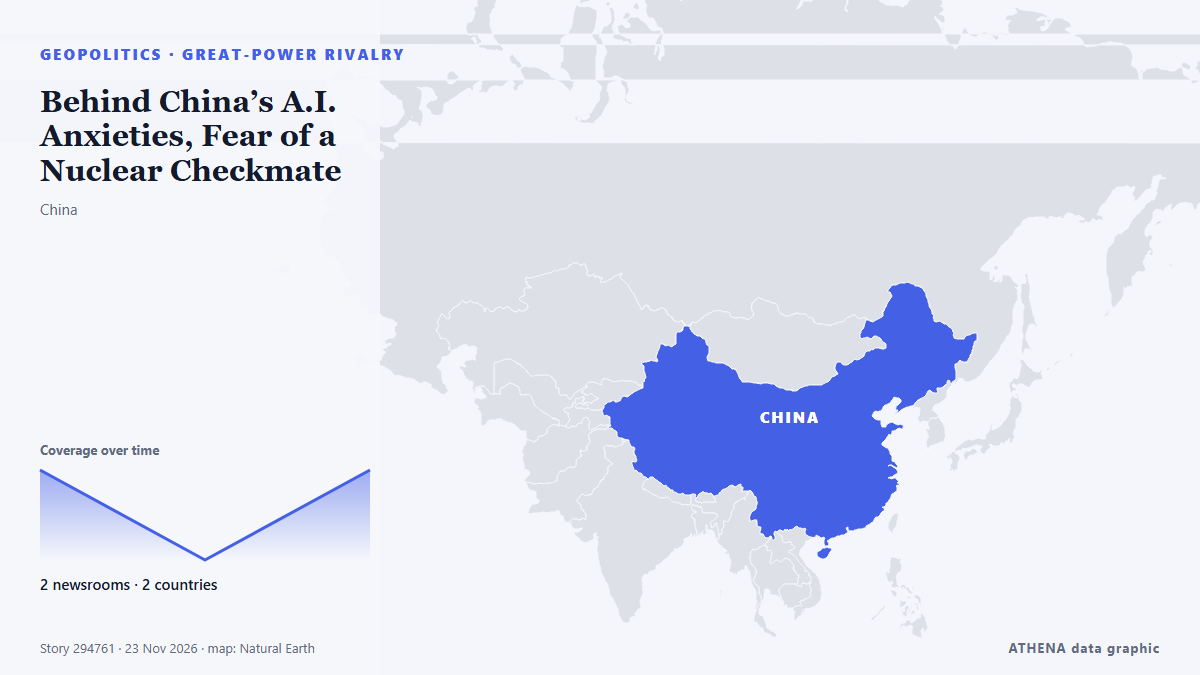 GEOPOLITICS · GREAT-POWER RIVALRY
Behind China’s A.I.
Anxieties, Fear of a
Nuclear Checkmate
China
CHINA
Coverage over time
2 newsrooms · 2 countries
Story 294761 · 23 Nov 2026 · map: Natural Earth
ATHENA data graphic